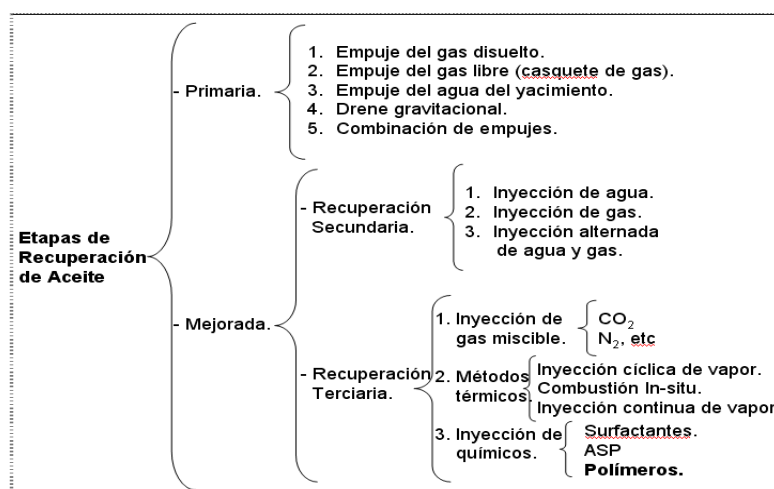 Etapas de
Recuperación
de Aceite
- Primaria.
1. Empuje del gas disuelto.
2. Empuje del gas libre (casquete de gas).
3. Empuje del agua del yacimiento.
4. Drene gravitacional.
5. Combinación de empujes.
- Mejorada.
- Recuperación
Secundaria.
1. Inyección de agua.
2. Inyección de gas.
3. Inyección alternada
de agua y gas.
- Recuperación
Terciaria.
1. Inyección de
gas miscible.
CO₂
N₂, etc
2. Métodos
térmicos.
Inyección cíclica de vapor.
Combustión In-situ.
Inyección continua de vapor
3. Inyección de
químicos.
Surfactantes.
ASP
Polímeros.